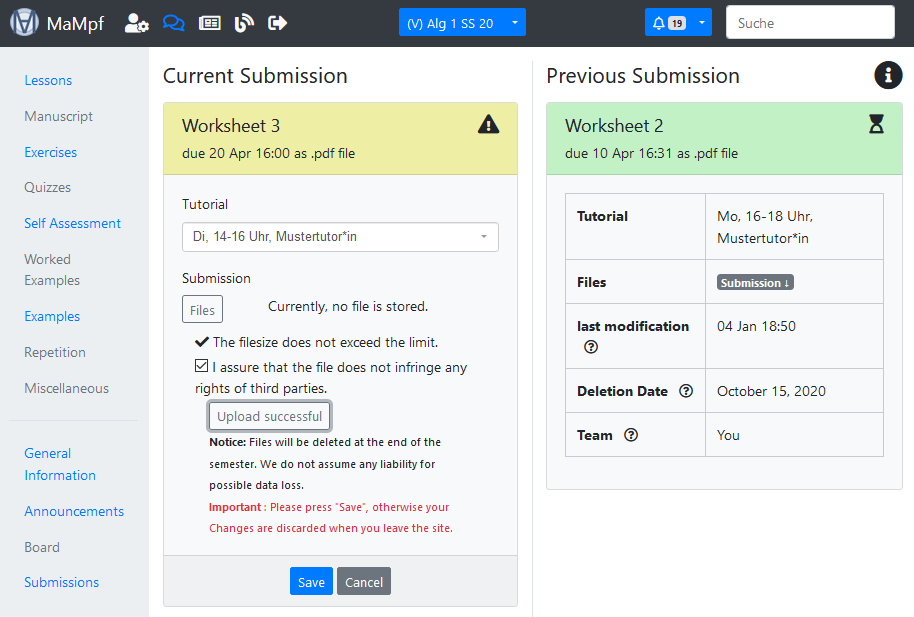 MaMpf
(V) Alg 1 SS 20
19
Suche
Lessons
Manuscript
Exercises
Quizzes
Self Assessment
Worked
Examples
Examples
Repetition
Miscellaneous
General
Information
Announcements
Board
Submissions
Current Submission
Worksheet 3
due 20 Apr 16:00 as .pdf file
Tutorial
Di, 14-16 Uhr, Mustertutor*in
Submission
Files
Currently, no file is stored.
The filesize does not exceed the limit.
I assure that the file does not infringe any
rights of third parties.
Upload successful
Notice: Files will be deleted at the end of the
semester. We do not assume any liability for
possible data loss.
Important : Please press "Save", otherwise your
Changes are discarded when you leave the site.
Save
Cancel
Previous Submission
Worksheet 2
due 10 Apr 16:31 as .pdf file
Tutorial
Mo, 16-18 Uhr,
Mustertutor*in
Files
Submission ↓
last modification
04 Jan 18:50
Deletion Date
October 15, 2020
Team
You